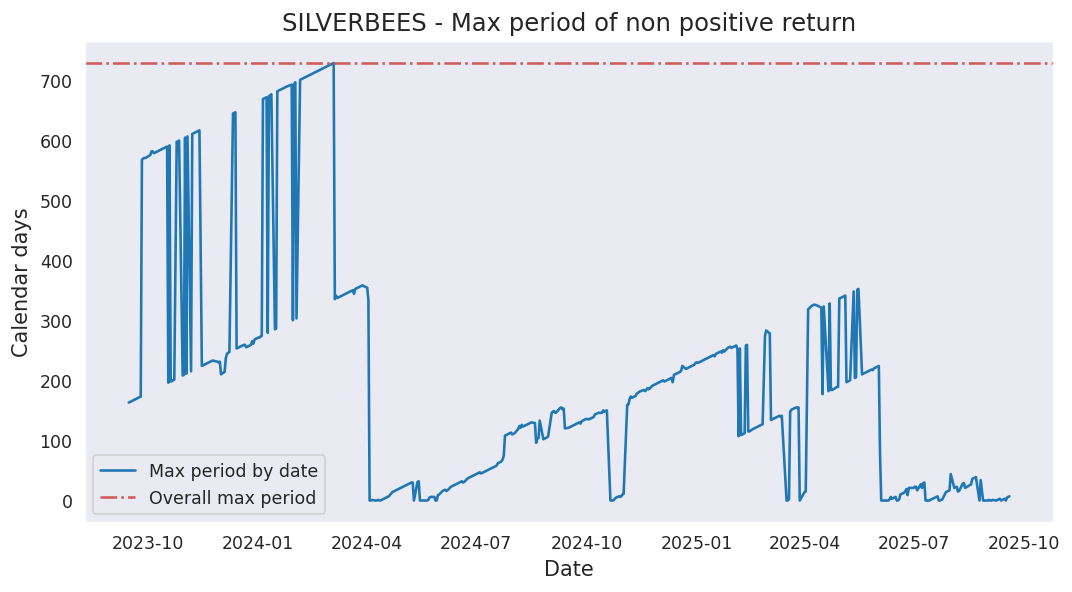 SILVERBEES - Max period of non positive return
Calendar days
700
600
500
400
300
200
100
0
Max period by date
Overall max period
2023-10 2024-01 2024-04 2024-07 2024-10 2025-01 2025-04 2025-07 2025-10
Date